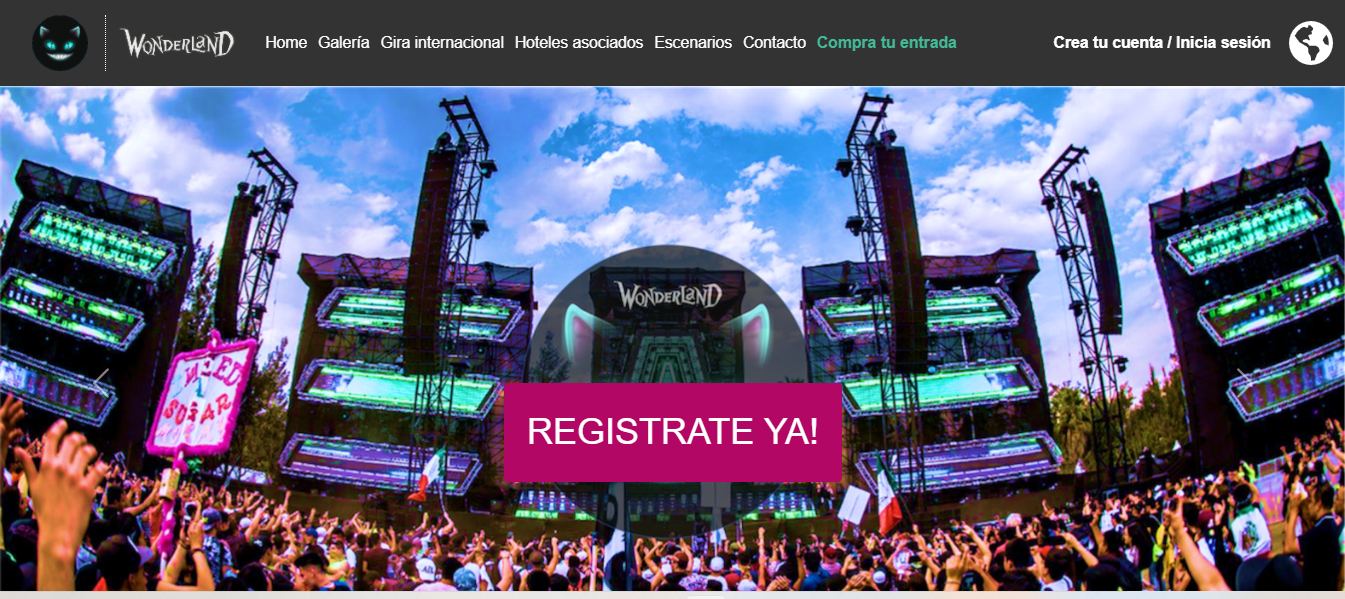 WONDERLAND
Home Galería Gira internacional Hoteles asociados Escenarios Contacto Compra tu entrada
Crea tu cuenta / Inicia sesión
WONDERLAND
REGISTRATE YA!